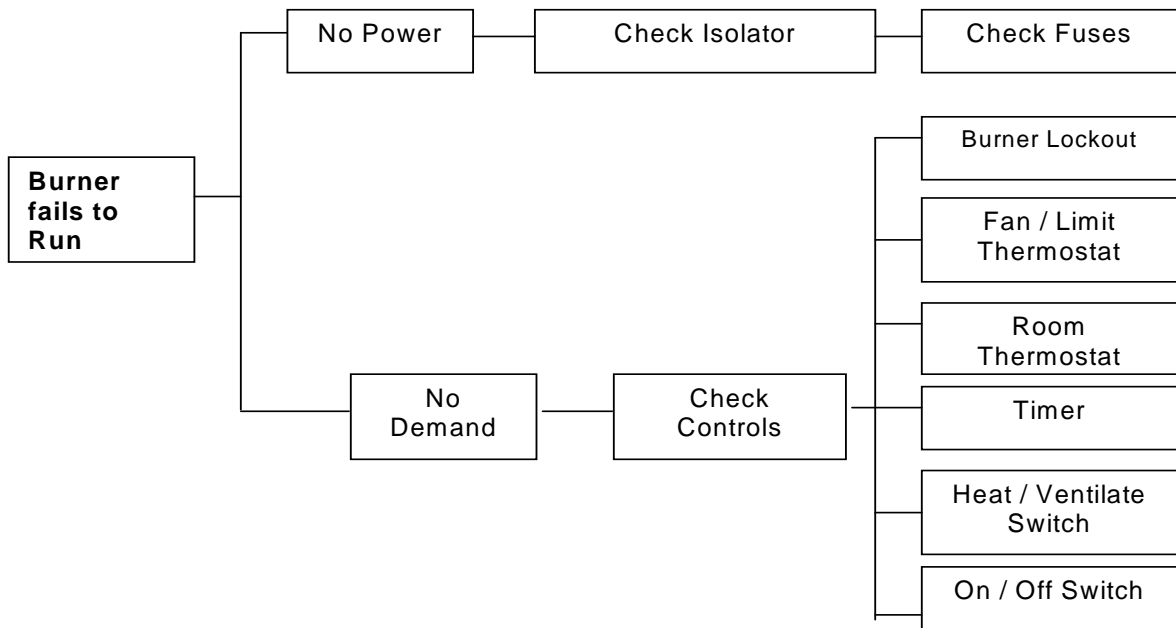 No Power
Check Isolator
Check Fuses
Burner
fails to
Run
Burner Lockout
Fan / Limit
Thermostat
Room
Thermostat
No
Demand
Check
Controls
Timer
Heat / Ventilate
Switch
On / Off Switch